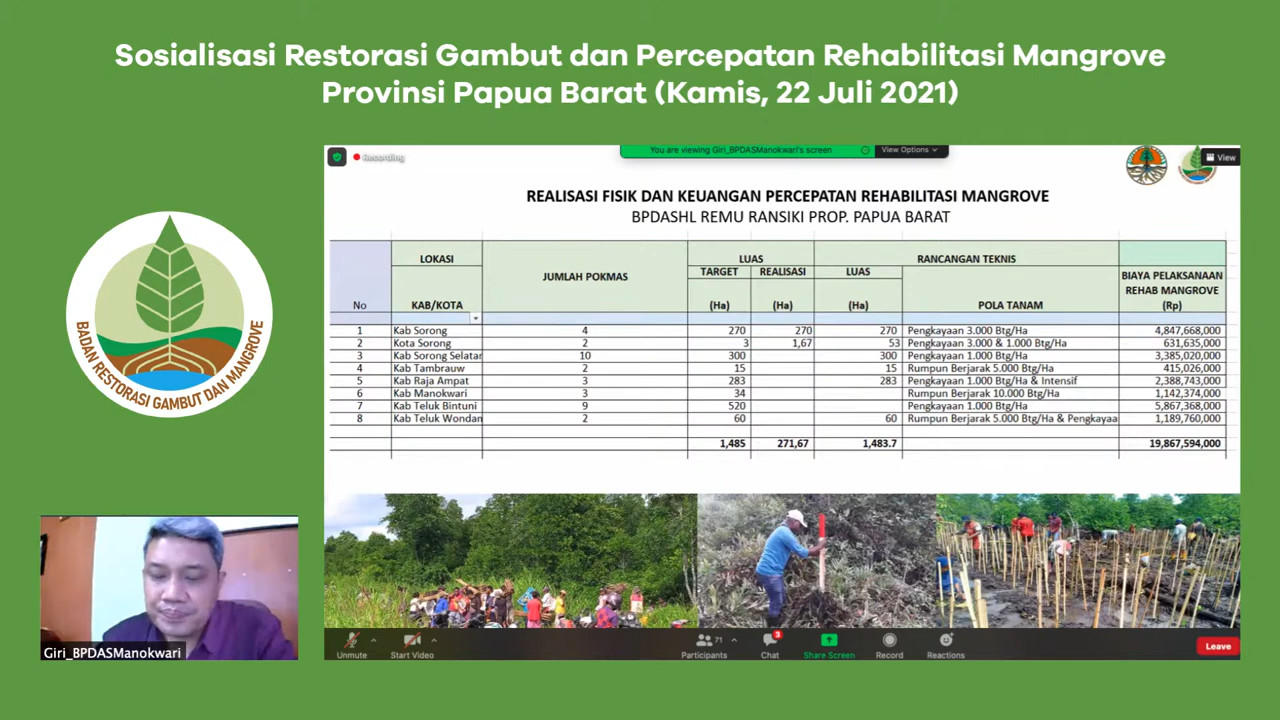 Sosialisasi Restorasi Gambut dan Percepatan Rehabilitasi Mangrove
Provinsi Papua Barat (Kamis, 22 Juli 2021)
Recording
You are viewing Giri_BPDASManokwari's screen
View Options
View
REALISASI FISIK DAN KEUANGAN PERCEPATAN REHABILITASI MANGROVE
BPDASHL REMU RANSIKI PROP. PAPUA BARAT
No LOKASI JUMLAH POKMAS LUAS RANCANGAN TEKNIS BIAYA PELAKSANAAN REHAB MANGROVE (Rp)
KAB/KOTA TARGET (Ha) REALISASI (Ha) LUAS (Ha) POLA TANAM
1 Kab Sorong 4 270 270 270 Pengkayaan 3.000 Btg/Ha 4,847,668,000
2 Kota Sorong 2 3 1,67 53 Pengkayaan 3.000 & 1.000 Btg/Ha 631,635,000
3 Kab Sorong Selatan 10 300 300 Pengkayaan 1.000 Btg/Ha 3,385,020,000
4 Kab Tambrauw 2 15 15 Rumpun Berjarak 5.000 Btg/Ha 415,026,000
5 Kab Raja Ampat 3 283 283 Pengkayaan 1.000 Btg/Ha & Intensif 2,388,743,000
6 Kab Manokwari 3 34 Rumpun Berjarak 10.000 Btg/Ha 1,142,374,000
7 Kab Teluk Bintuni 9 520 Pengkayaan 1.000 Btg/Ha 5,867,368,000
8 Kab Teluk Wondan 2 60 60 Rumpun Berjarak 5.000 Btg/Ha & Pengkayaa 1,189,760,000
1,485 271,67 1,483.7 19,867,594,000
BADAN RESTORASI GAMBUT DAN MANGROVE
Giri_BPDASManokwari
Unmute
Start Video
71
Participants
3
Chat
Share Screen
Record
Reactions
Leave